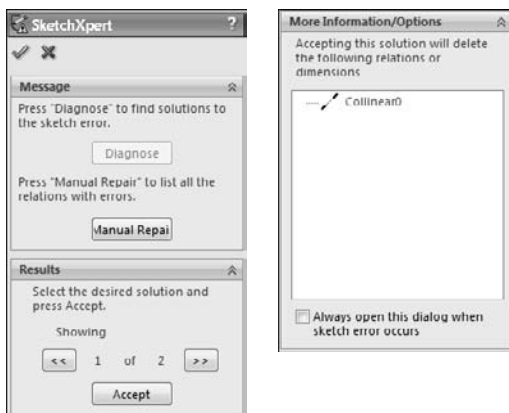 SketchXpert ?
Message
Press "Diagnose" to find solutions to
the sketch error.
Diagnose
Press "Manual Repair" to list all the
relations with errors.
Manual Repai
Results
Select the desired solution and
press Accept.
Showing
<< 1 of 2 >>
Accept
More Information/Options
Accepting this solution will delete
the following relations or
dimensions
Collinear0
Always open this dialog when
sketch error occurs